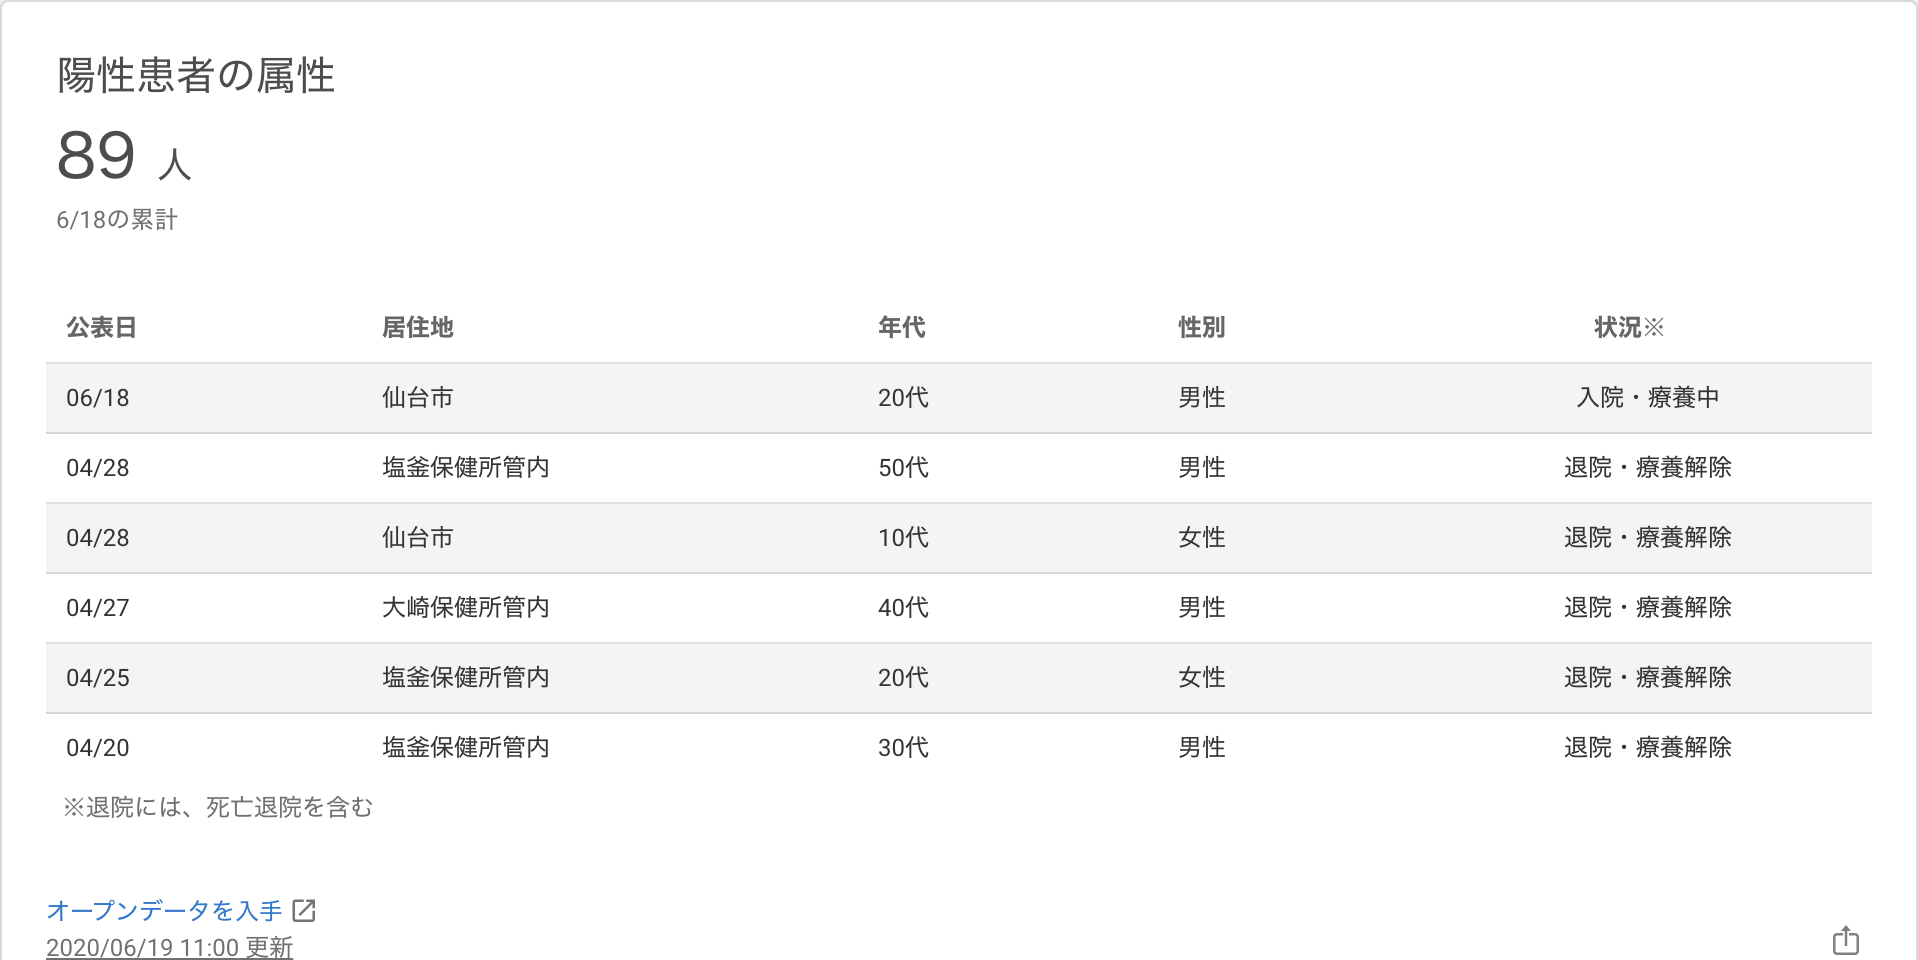 陽性患者の属性
89 人
6/18の累計
公表日 居住地 年代 性別 状況※
06/18 仙台市 20代 男性 入院・療養中
04/28 塩釜保健所管内 50代 男性 退院・療養解除
04/28 仙台市 10代 女性 退院・療養解除
04/27 大崎保健所管内 40代 男性 退院・療養解除
04/25 塩釜保健所管内 20代 女性 退院・療養解除
04/20 塩釜保健所管内 30代 男性 退院・療養解除
※退院には、死亡退院を含む
オープンデータを入手
2020/06/19 11:00 更新